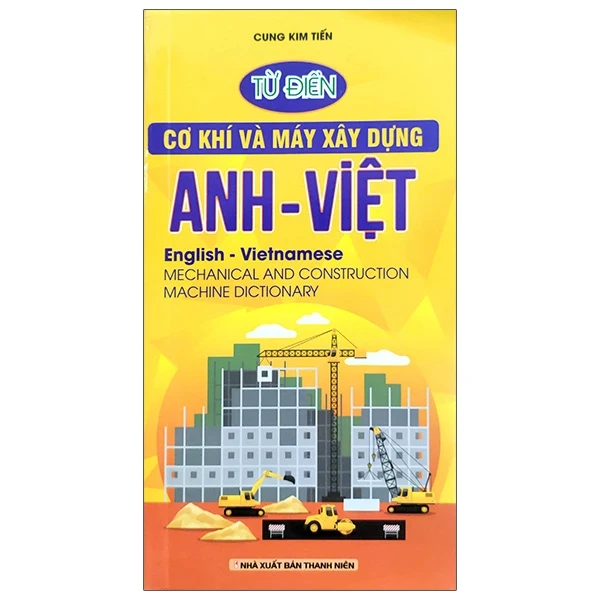 CUNG KIM TIẾN
TỪ ĐIỂN
CƠ KHÍ VÀ MÁY XÂY DỰNG
ANH - VIỆT
English - Vietnamese
MECHANICAL AND CONSTRUCTION
MACHINE DICTIONARY
NHÀ XUẤT BẢN THANH NIÊN